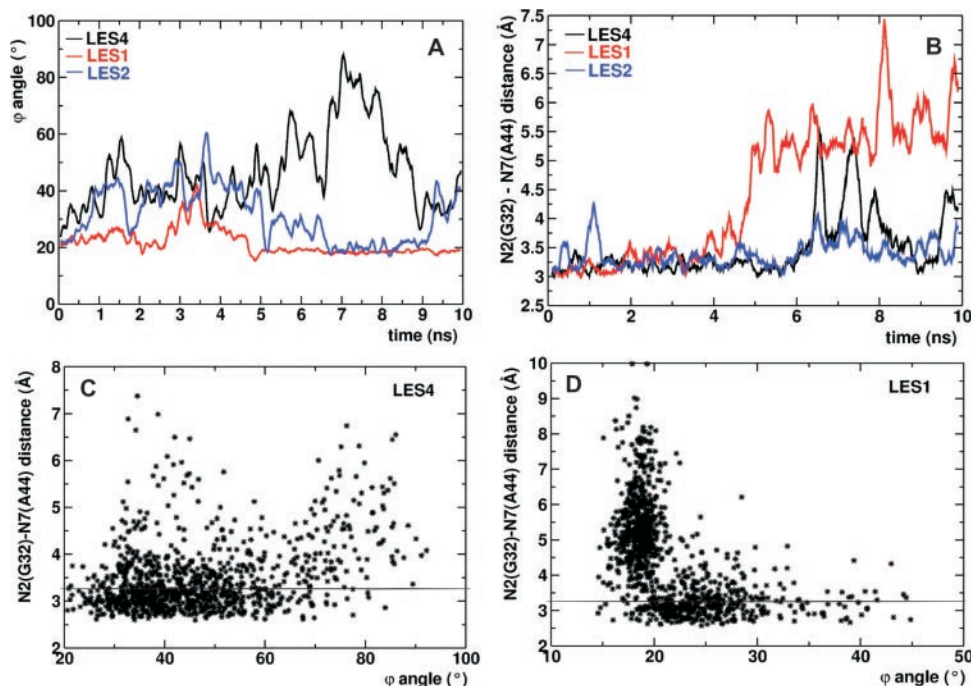 A
LES4
LES1
LES2
φ angle (°)
100
80
60
40
20
0
0 1 2 3 4 5 6 7 8 9 10
time (ns)
B
LES4
LES1
LES2
N2(G32) - N7(A44) distance (Å)
7.5
7
6.5
6
5.5
5
4.5
4
3.5
3
2.5
0 2 4 6 8 10
time (ns)
C
LES4
N2(G32)-N7(A44) distance (Å)
8
7
6
5
4
3
2
20 40 60 80 100
φ angle (°)
D
LES1
N2(G32)-N7(A44) distance (Å)
10
9
8
7
6
5
4
3
2
10 20 30 40 50
φ angle (°)